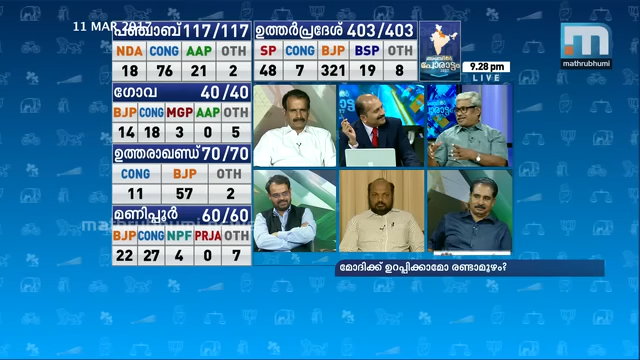 11 MAR 2017
പഞ്ചാബ് 117/117
NDA CONG AAP OTH
18 76 21 2
ഉത്തർപ്രദേശ് 403/403
SP CONG BJP BSP OTH
48 7 321 19 8
mathrubhumi
9.28 pm
LIVE
ഗോവ 40/40
BJP CONG MGP AAP OTH
14 18 3 0 5
ഉത്തരാഖണ്ഡ് 70/70
CONG BJP OTH
11 57 2
മണിപ്പൂർ 60/60
BJP CONG NPF PRJA OTH
22 27 4 0 7
mathrubhumi
മോദിക്ക് ഉറപ്പിക്കാമോ രണ്ടാമൂഴം?